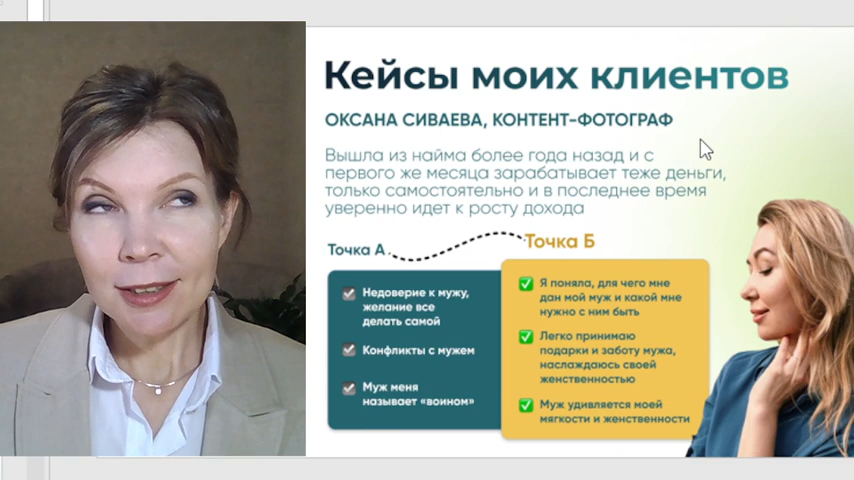 Кейсы моих клиентов
ОКСАНА СИВАЕВА, КОНТЕНТ-ФОТОГРАФ
Вышла из найма более года назад и с
первого же месяца зарабатывает теже деньги,
только самостоятельно и в последнее время
уверенно идет к росту дохода
Точка А
Точка Б
Недоверие к мужу,
желание все
делать самой
Конфликты с мужем
Муж меня
называет «воином»
Я поняла, для чего мне
дан мой муж и какой мне
нужно с ним быть
Легко принимаю
подарки и заботу мужа,
наслаждаюсь своей
женственностью
Муж удивляется моей
мягкости и женственности